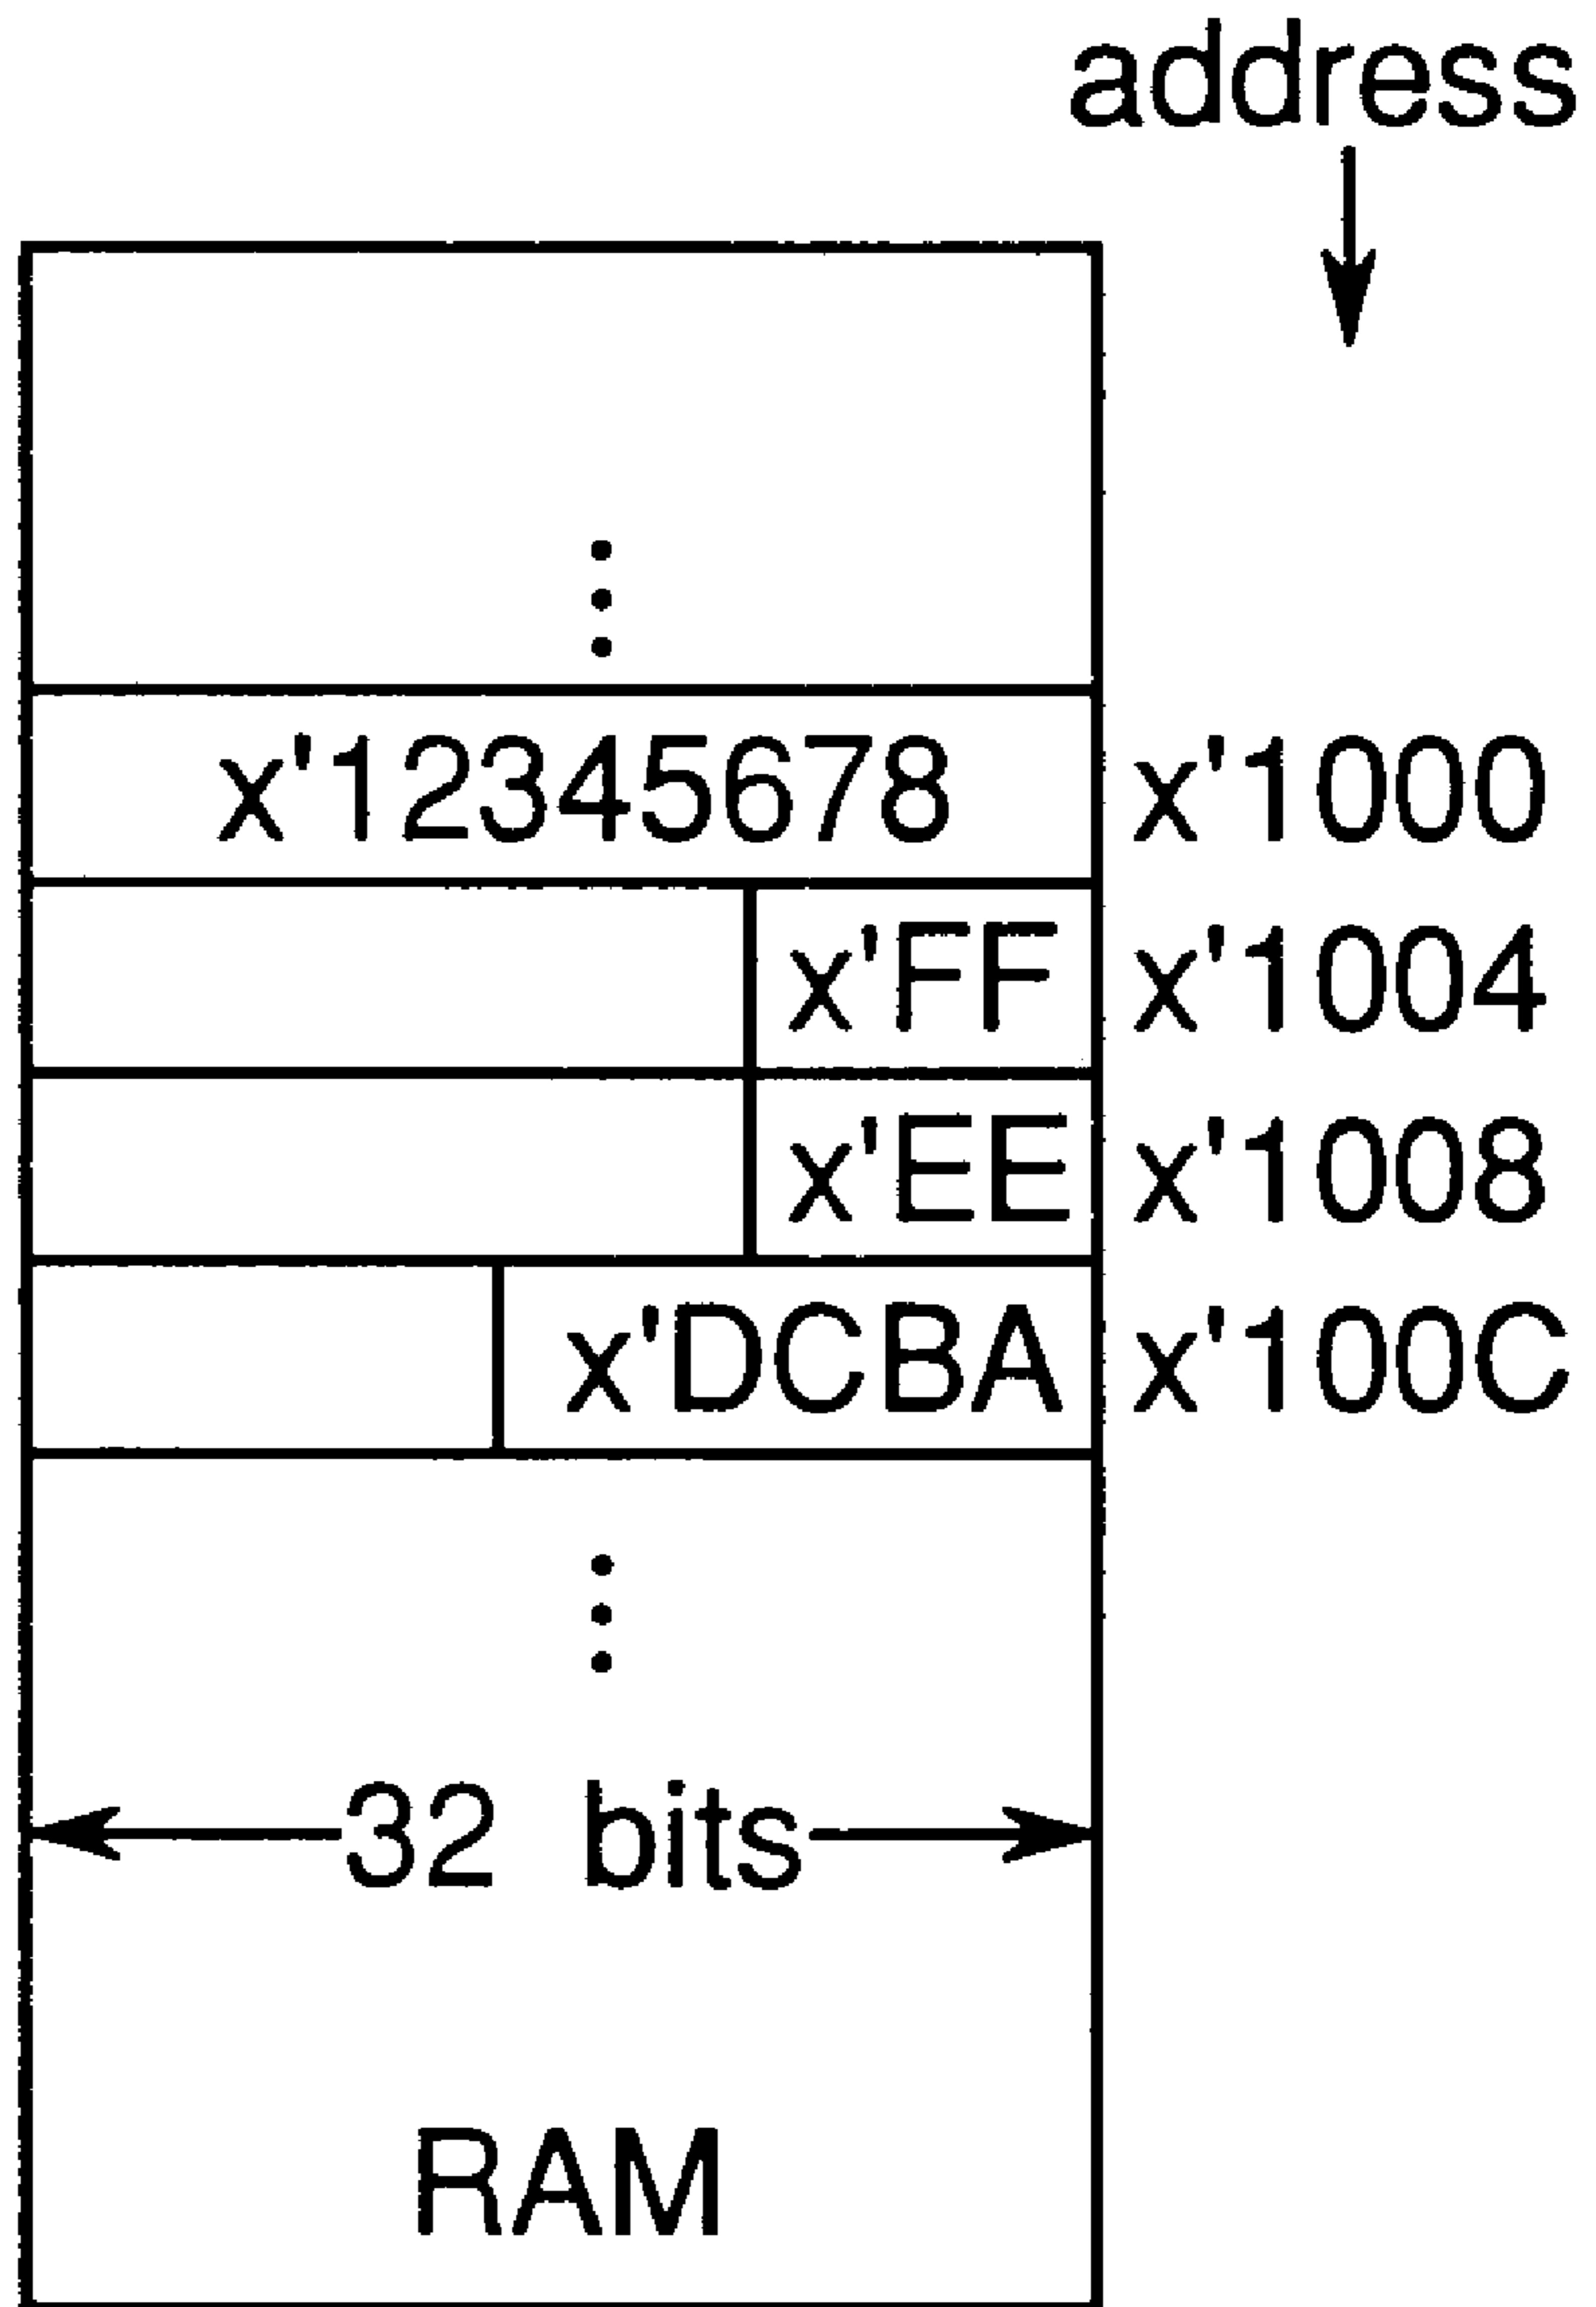 address
x'12345678 x'1000
x'FF x'1004
x'EE x'1008
x'DCBA x'100C
32 bits
RAM